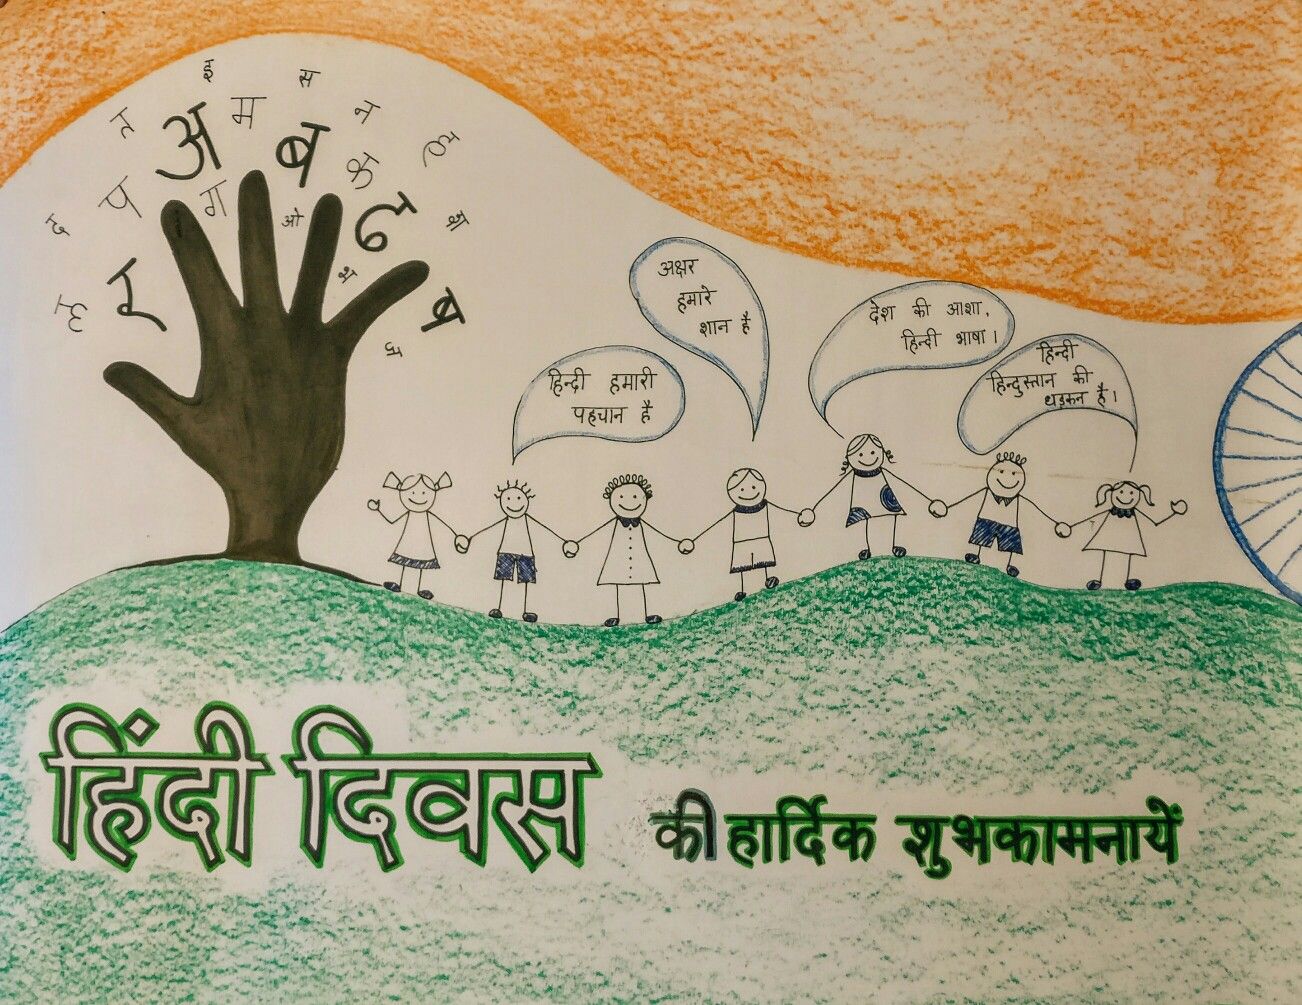 इ
स
त
अ
म
ब
न
प
ग
ओ
क
द
र
भ
ह
ब
हिन्दी हमारी
पहचान है
अक्षर
हमारे
शान है
देश की आशा,
हिन्दी भाषा।
हिन्दी
हिन्दुस्तान की
धड़कन है।
हिंदी दिवस की हार्दिक शुभकामनायें